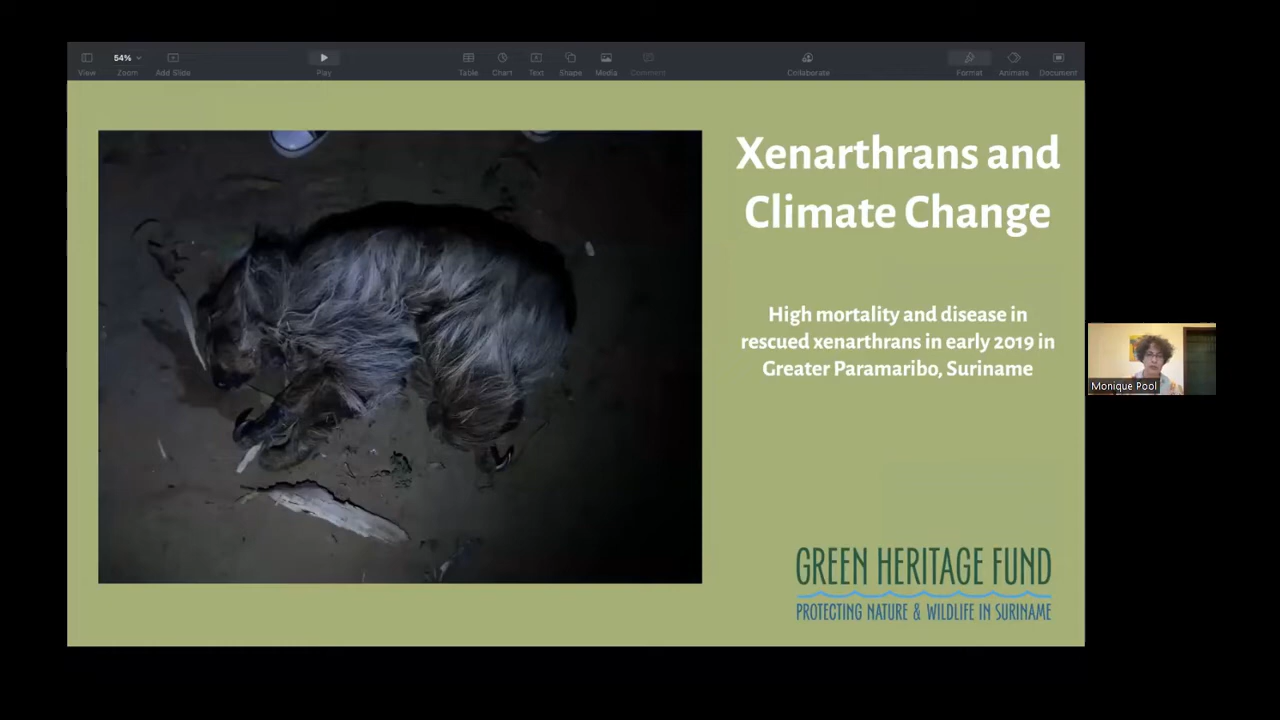 54%
View
Zoom
Add Slide
Play
Table
Chart
Text
Shape
Media
Comment
Collaborate
Format
Animate
Document
Xenarthrans and
Climate Change
High mortality and disease in
rescued xenarthrans in early 2019 in
Greater Paramaribo, Suriname
Monique Pool
GREEN HERITAGE FUND
PROTECTING NATURE & WILDLIFE IN SURINAME